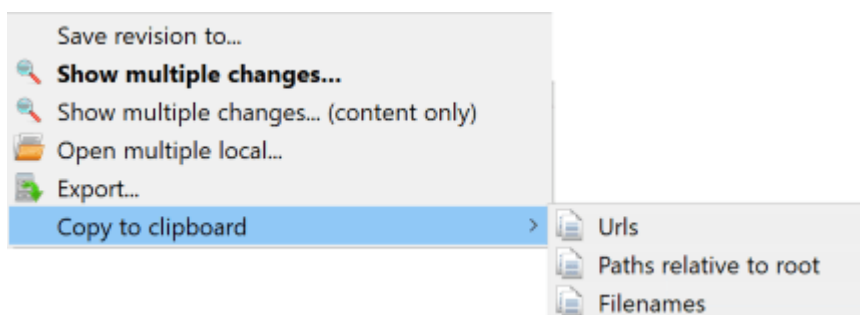 Save revision to...
Show multiple changes...
Show multiple changes... (content only)
Open multiple local...
Export...
Copy to clipboard
Urls
Paths relative to root
Filenames